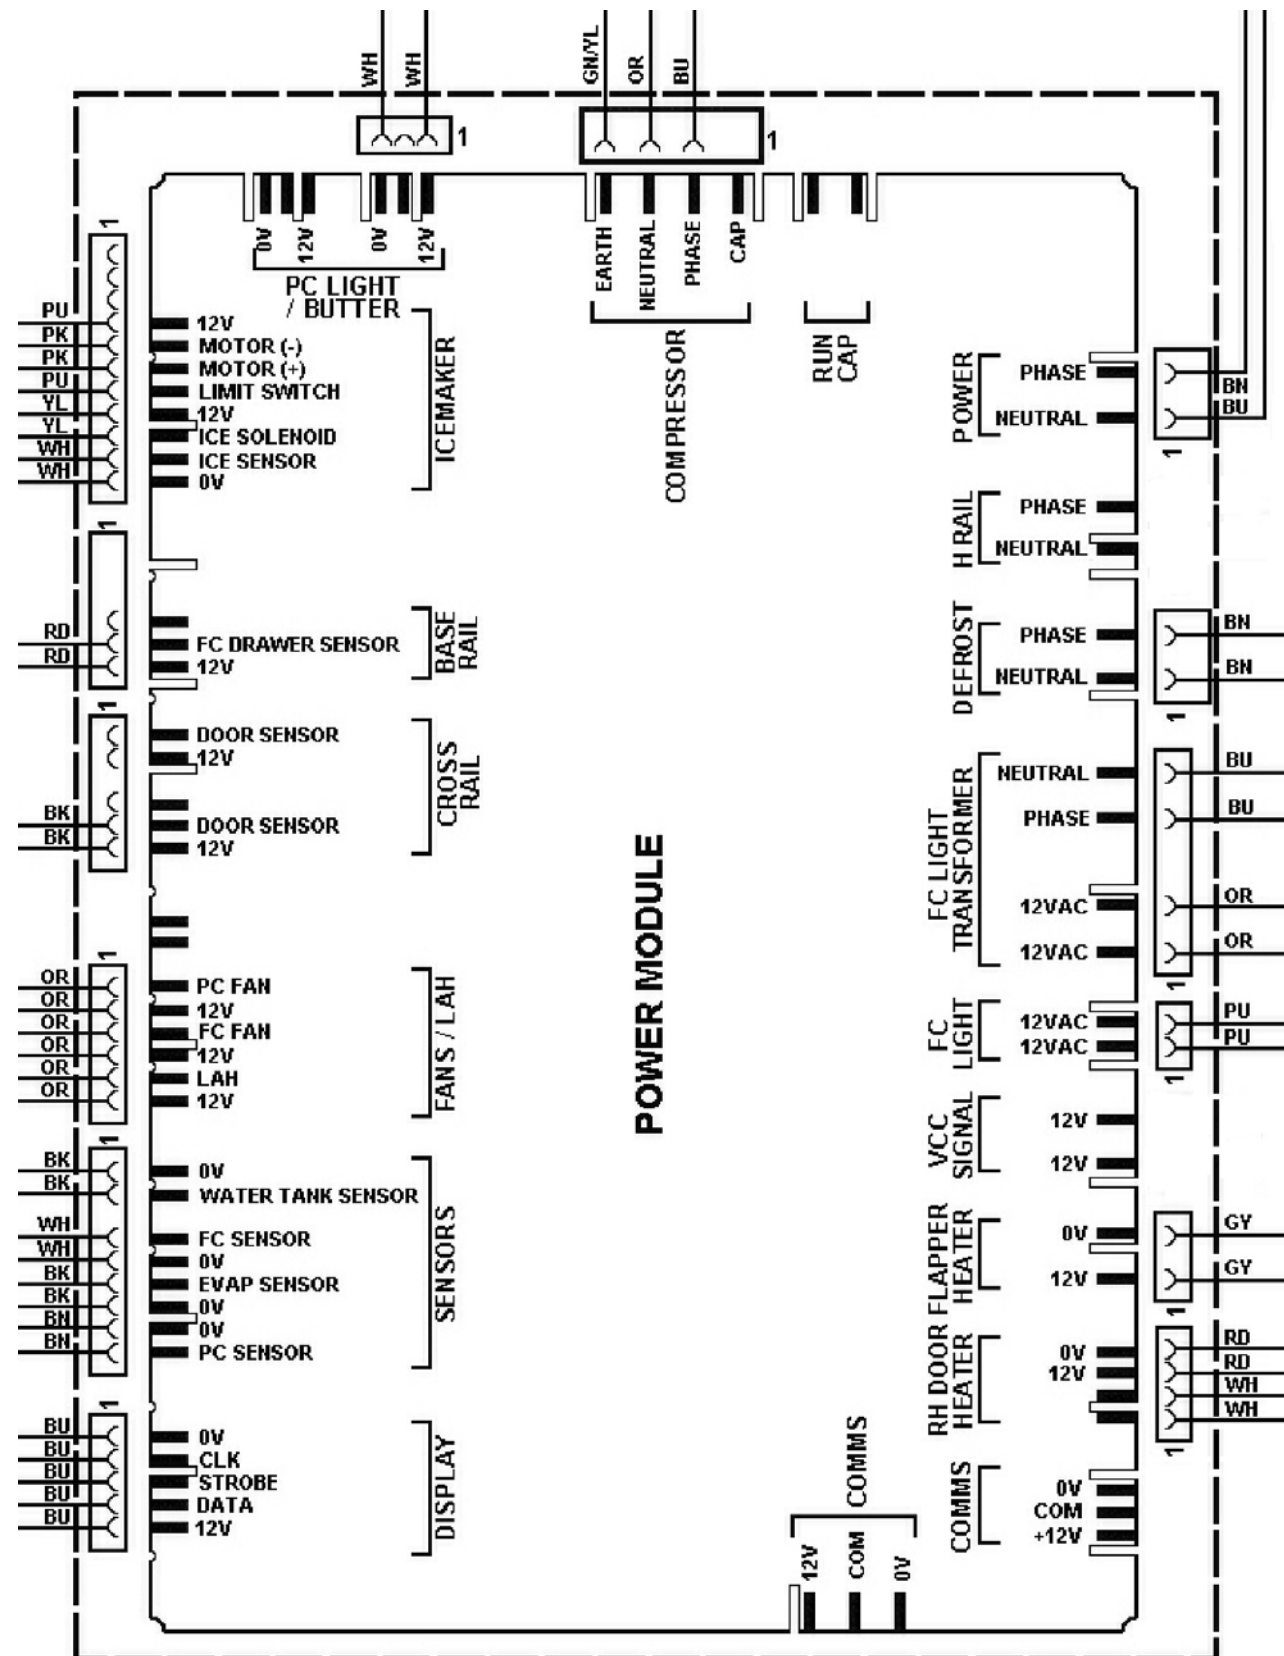 WH
WH
GN/YL
OR
BU
1
1
0V
12V
0V
12V
PC LIGHT
/ BUTTER
EARTH
NEUTRAL
PHASE
CAP
COMPRESSOR
RUN
CAP
1
PU
PK
PK
PU
YL
YL
WH
WH
12V
MOTOR (-)
MOTOR (+)
LIMIT SWITCH
12V
ICE SOLENOID
ICE SENSOR
0V
ICEMAKER
1
RD
RD
FC DRAWER SENSOR
12V
BASE
RAIL
1
BK
BK
DOOR SENSOR
12V
DOOR SENSOR
12V
CROSS
RAIL
1
OR
OR
OR
OR
OR
OR
PC FAN
12V
FC FAN
12V
LAH
12V
FANS / LAH
1
BK
BK
WH
WH
BK
BK
BN
BN
0V
WATER TANK SENSOR
FC SENSOR
0V
EVAP SENSOR
0V
0V
PC SENSOR
SENSORS
1
BU
BU
BU
BU
BU
0V
CLK
STROBE
DATA
12V
DISPLAY
POWER MODULE
POWER
PHASE
NEUTRAL
BN
BU
1
H RAIL
PHASE
NEUTRAL
DEFROST
PHASE
NEUTRAL
BN
BN
1
FC LIGHT
TRANSFORMER
NEUTRAL
PHASE
12VAC
12VAC
BU
BU
OR
OR
1
FC
LIGHT
12VAC
12VAC
PU
PU
1
VCC
SIGNAL
12V
12V
FLAPPER
HEATER
0V
12V
GY
GY
1
RH DOOR
HEATER
0V
12V
RD
RD
WH
WH
1
COMMS
0V
COM
+12V
COMMS
12V
COM
0V